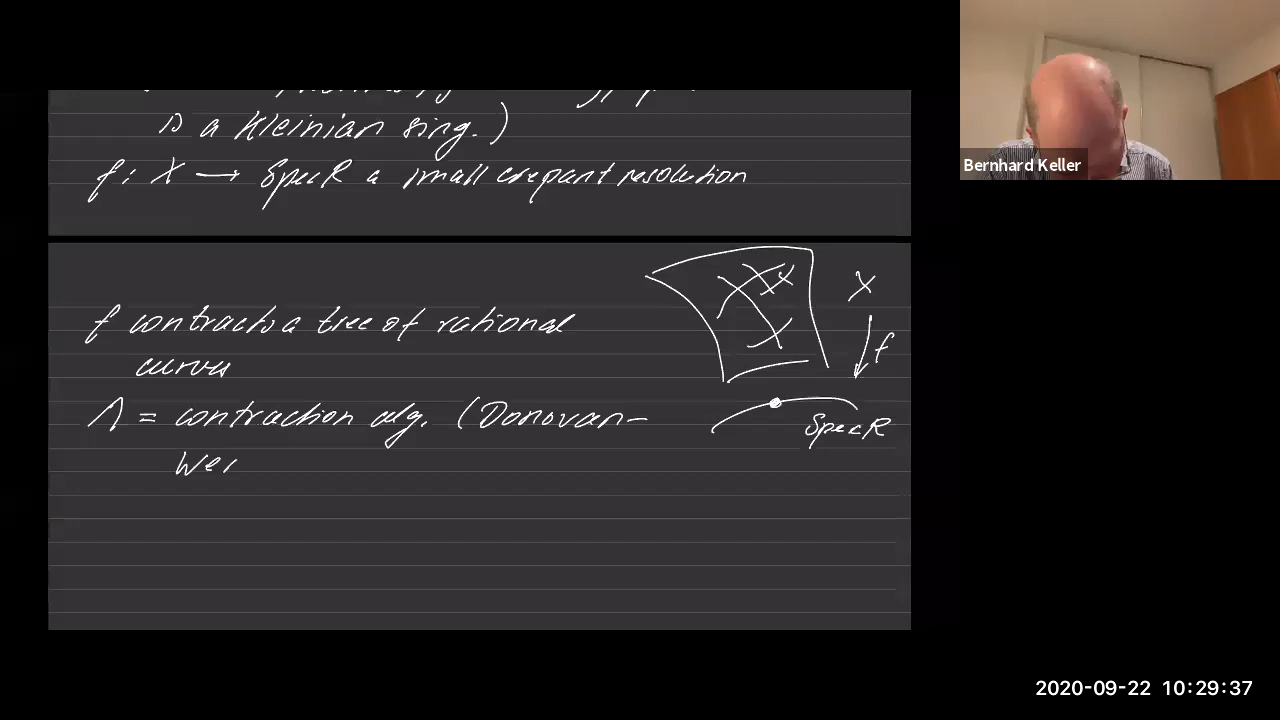 is a Kleinian sing.)
f: X → Spec R a small crepant resolution
f contracts a tree of rational
curves
Λ = contraction alg. (Donovan-
Wer
X
f
Spec R
Bernhard Keller
2020-09-22 10:29:37